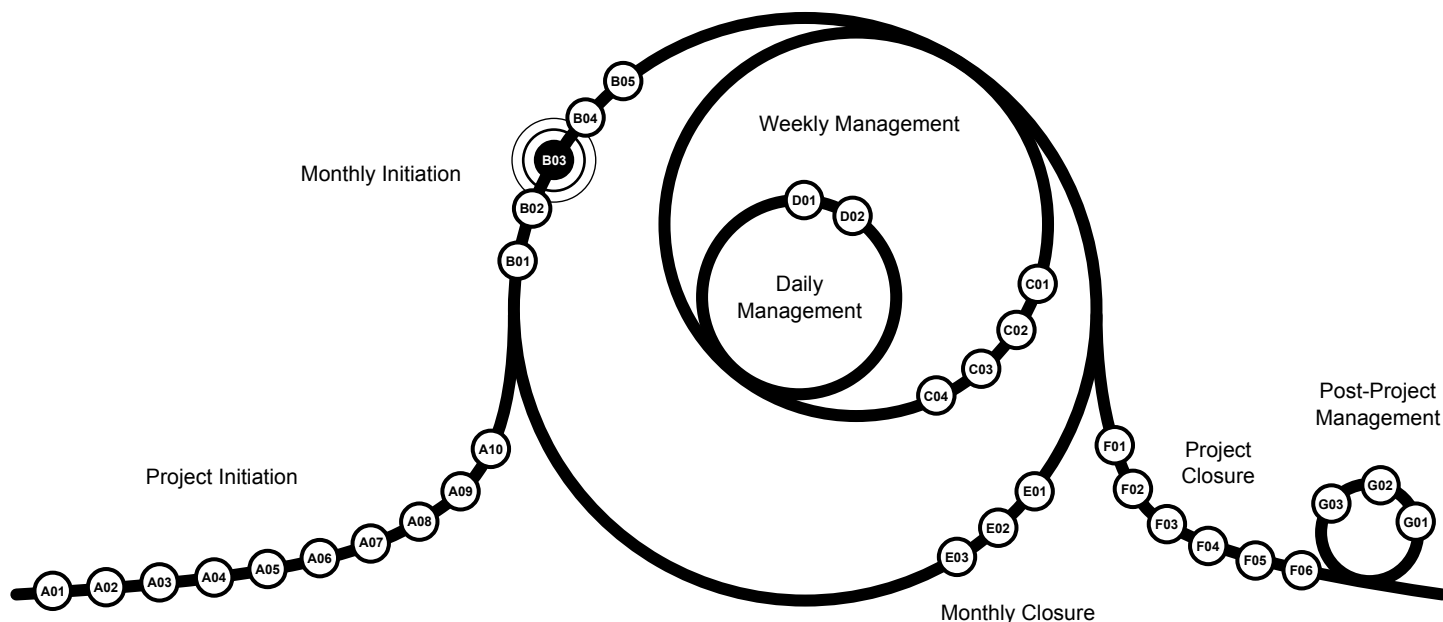 B05
B04
Weekly Management
B03
Monthly Initiation
D01
B02
D02
B01
C01
Daily
Management
C02
C03
Post-Project
Management
C04
F01
A10
Project
Closure
Project Initiation
G02
F02
E01
A09
G03
A08
G01
F03
E02
A07
F04
A06
E03
F05
A05
F06
A04
A03
A02
A01
Monthly Closure